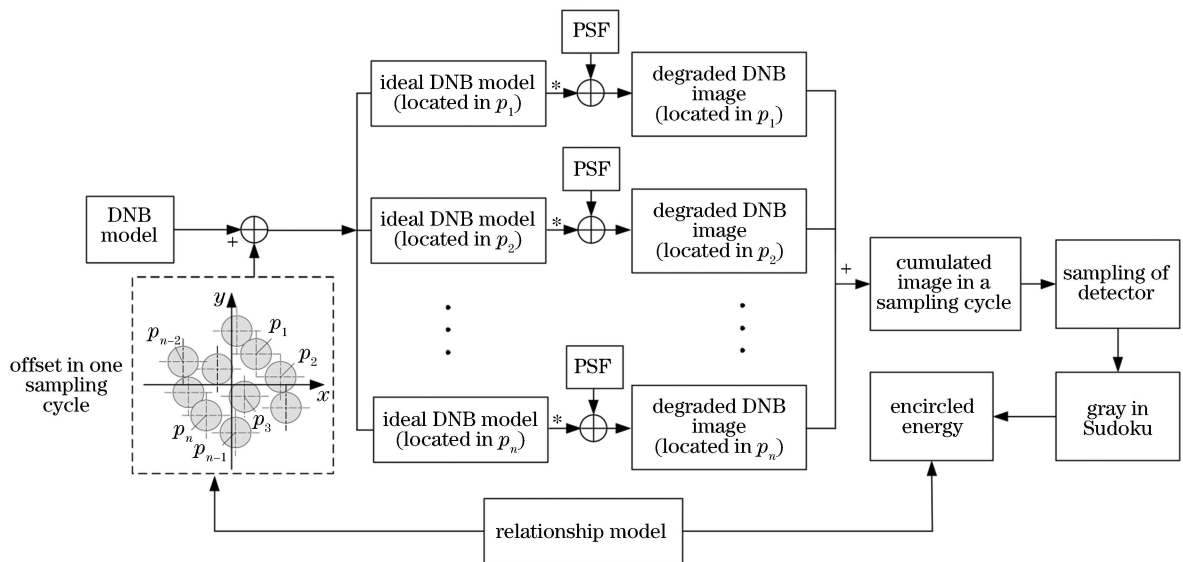 PSF
ideal DNB model
(located in p₁)
*
degraded DNB
image
(located in p₁)
PSF
DNB
model
+
ideal DNB model
(located in p₂)
*
degraded DNB
image
(located in p₂)
+
cumulated
image in a
sampling cycle
sampling of
detector
offset in one
sampling
cycle
y
x
p₁
p₂
p₃
pₙ₋₂
pₙ
pₙ₋₁
PSF
ideal DNB model
(located in pₙ)
*
degraded DNB
image
(located in pₙ)
encircled
energy
gray in
Sudoku
relationship model